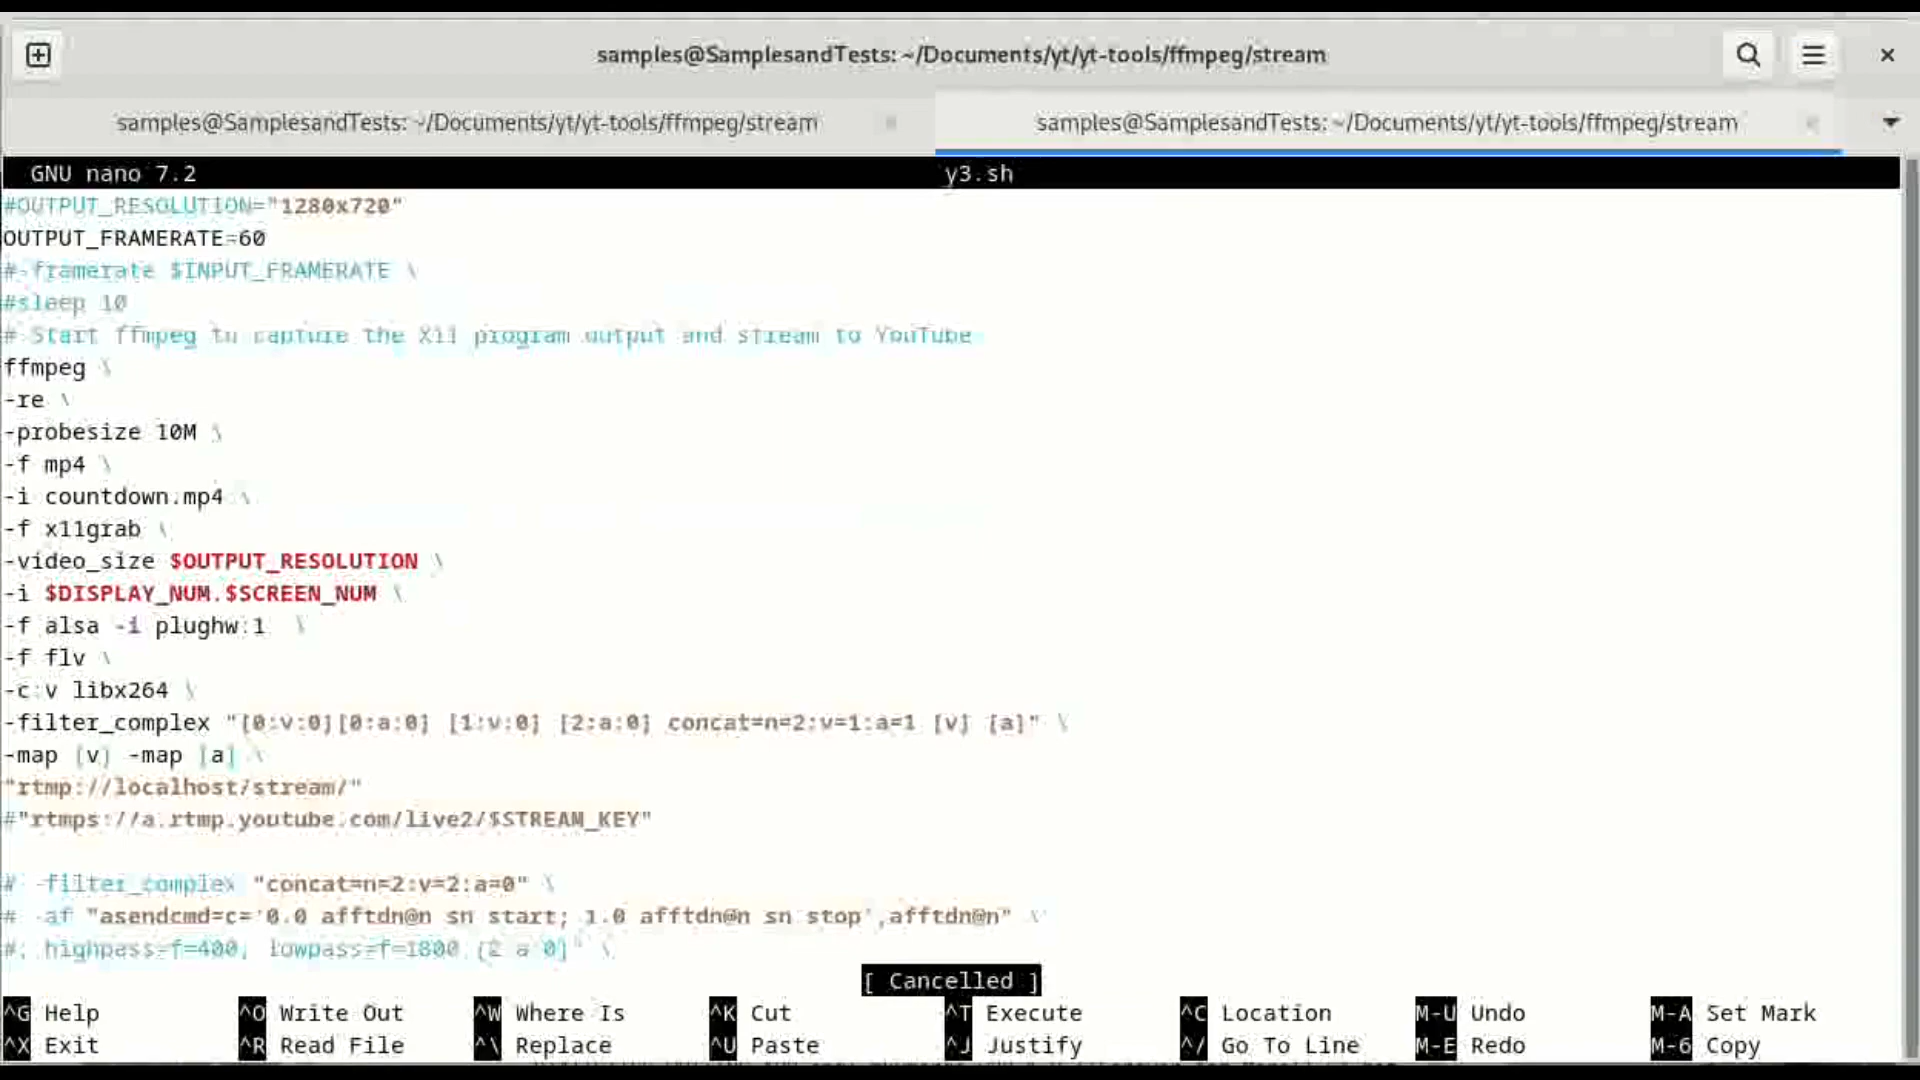 samples@SamplesandTests: ~/Documents/yt/yt-tools/ffmpeg/stream
samples@SamplesandTests: ~/Documents/yt/yt-tools/ffmpeg/stream samples@SamplesandTests: ~/Documents/yt/yt-tools/ffmpeg/stream
GNU nano 7.2 y3.sh
#OUTPUT_RESOLUTION="1280x720"
OUTPUT_FRAMERATE=60
#-framerate $INPUT_FRAMERATE \
#sleep 10
# Start ffmpeg to capture the X11 program output and stream to YouTube
ffmpeg \
-re \
-probesize 10M \
-f mp4 \
-i countdown.mp4 \
-f x11grab \
-video_size $OUTPUT_RESOLUTION \
-i $DISPLAY_NUM.$SCREEN_NUM \
-f alsa -i plughw:1 \
-f flv \
-c:v libx264 \
-filter_complex "[0:v:0][0:a:0] [1:v:0] [2:a:0] concat=n=2:v=1:a=1 [v] [a]" \
-map [v] -map [a] \
"rtmp://localhost/stream/"
#"rtmps://a.rtmp.youtube.com/live2/$STREAM_KEY"
# -filter_complex "concat=n=2:v=2:a=0" \
# -af "asendcmd=c='0.0 afftdn@n sn start; 1.0 afftdn@n sn stop',afftdn@n" \
#; highpass=f=400, lowpass=f=1800 [2 a 0]" \
[ Cancelled ]
^G Help ^O Write Out ^W Where Is ^K Cut ^T Execute ^C Location M-U Undo M-A Set Mark
^X Exit ^R Read File ^\ Replace ^U Paste ^J Justify ^/ Go To Line M-E Redo M-6 Copy